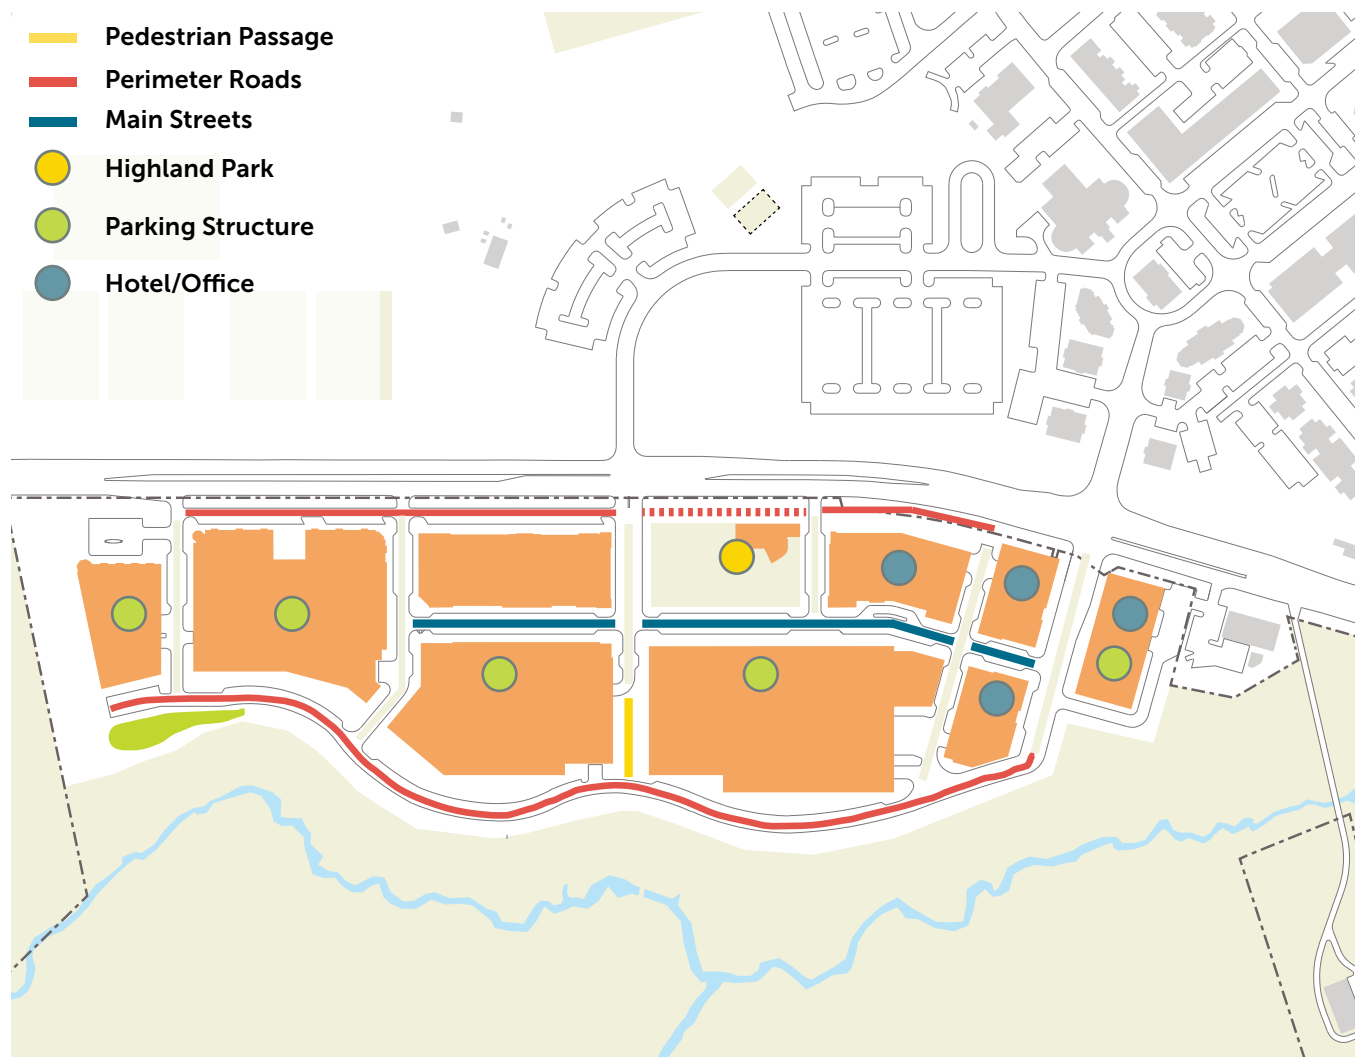 Pedestrian Passage
Perimeter Roads
Main Streets
Highland Park
Parking Structure
Hotel/Office